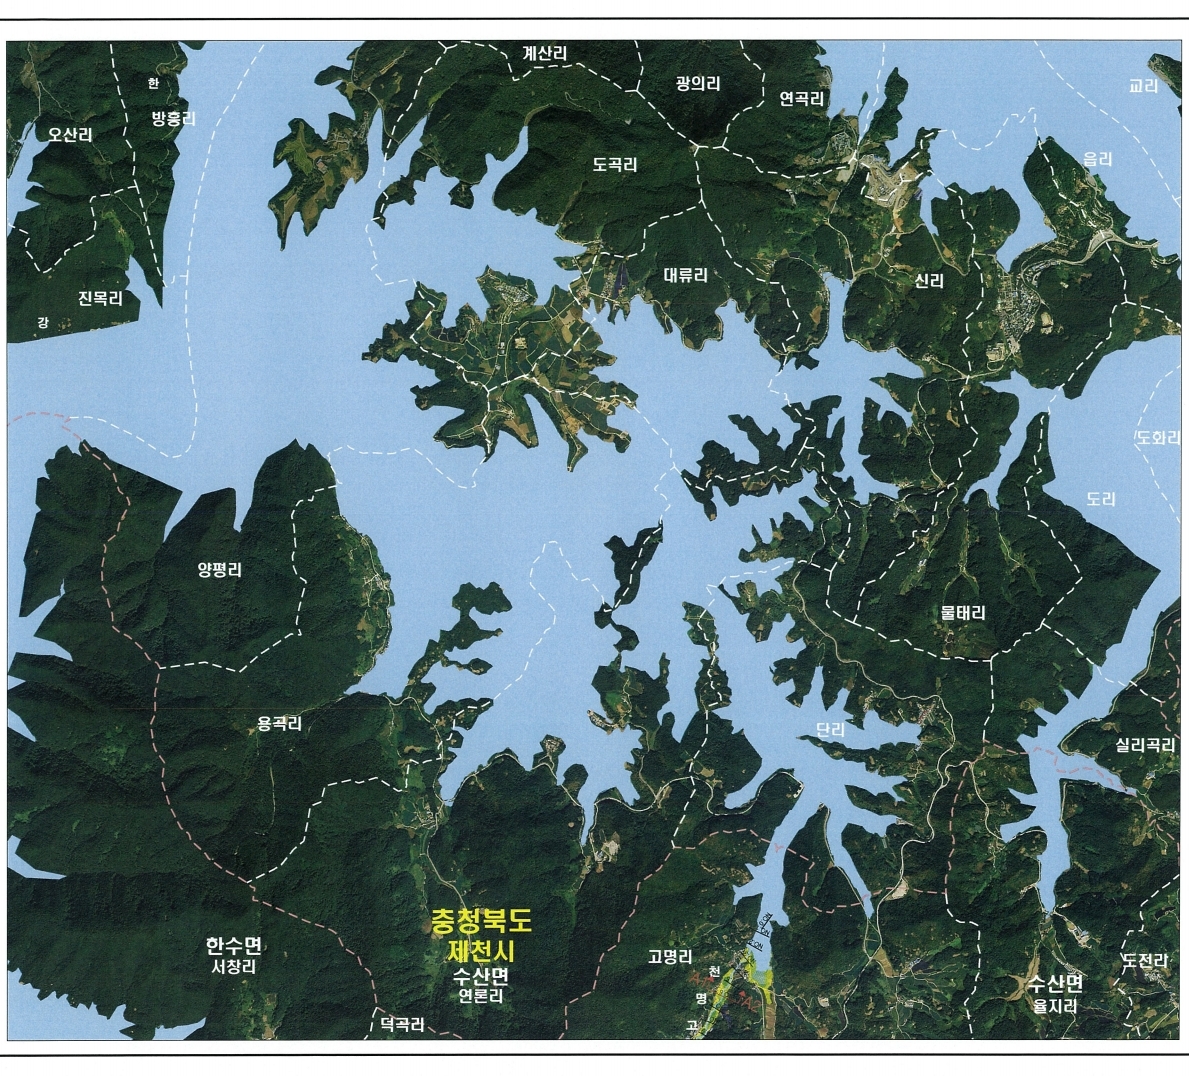 계산리
광의리
연곡리
교리
한
방흥리
오산리
읍리
도곡리
대류리
신리
진목리
강
도화리
도리
양평리
물태리
용곡리
단리
실리곡리
충청북도
제천시
수산면
연론리
한수면
서창리
고명리
천
명
고
도전리
수산면
율지리
덕곡리